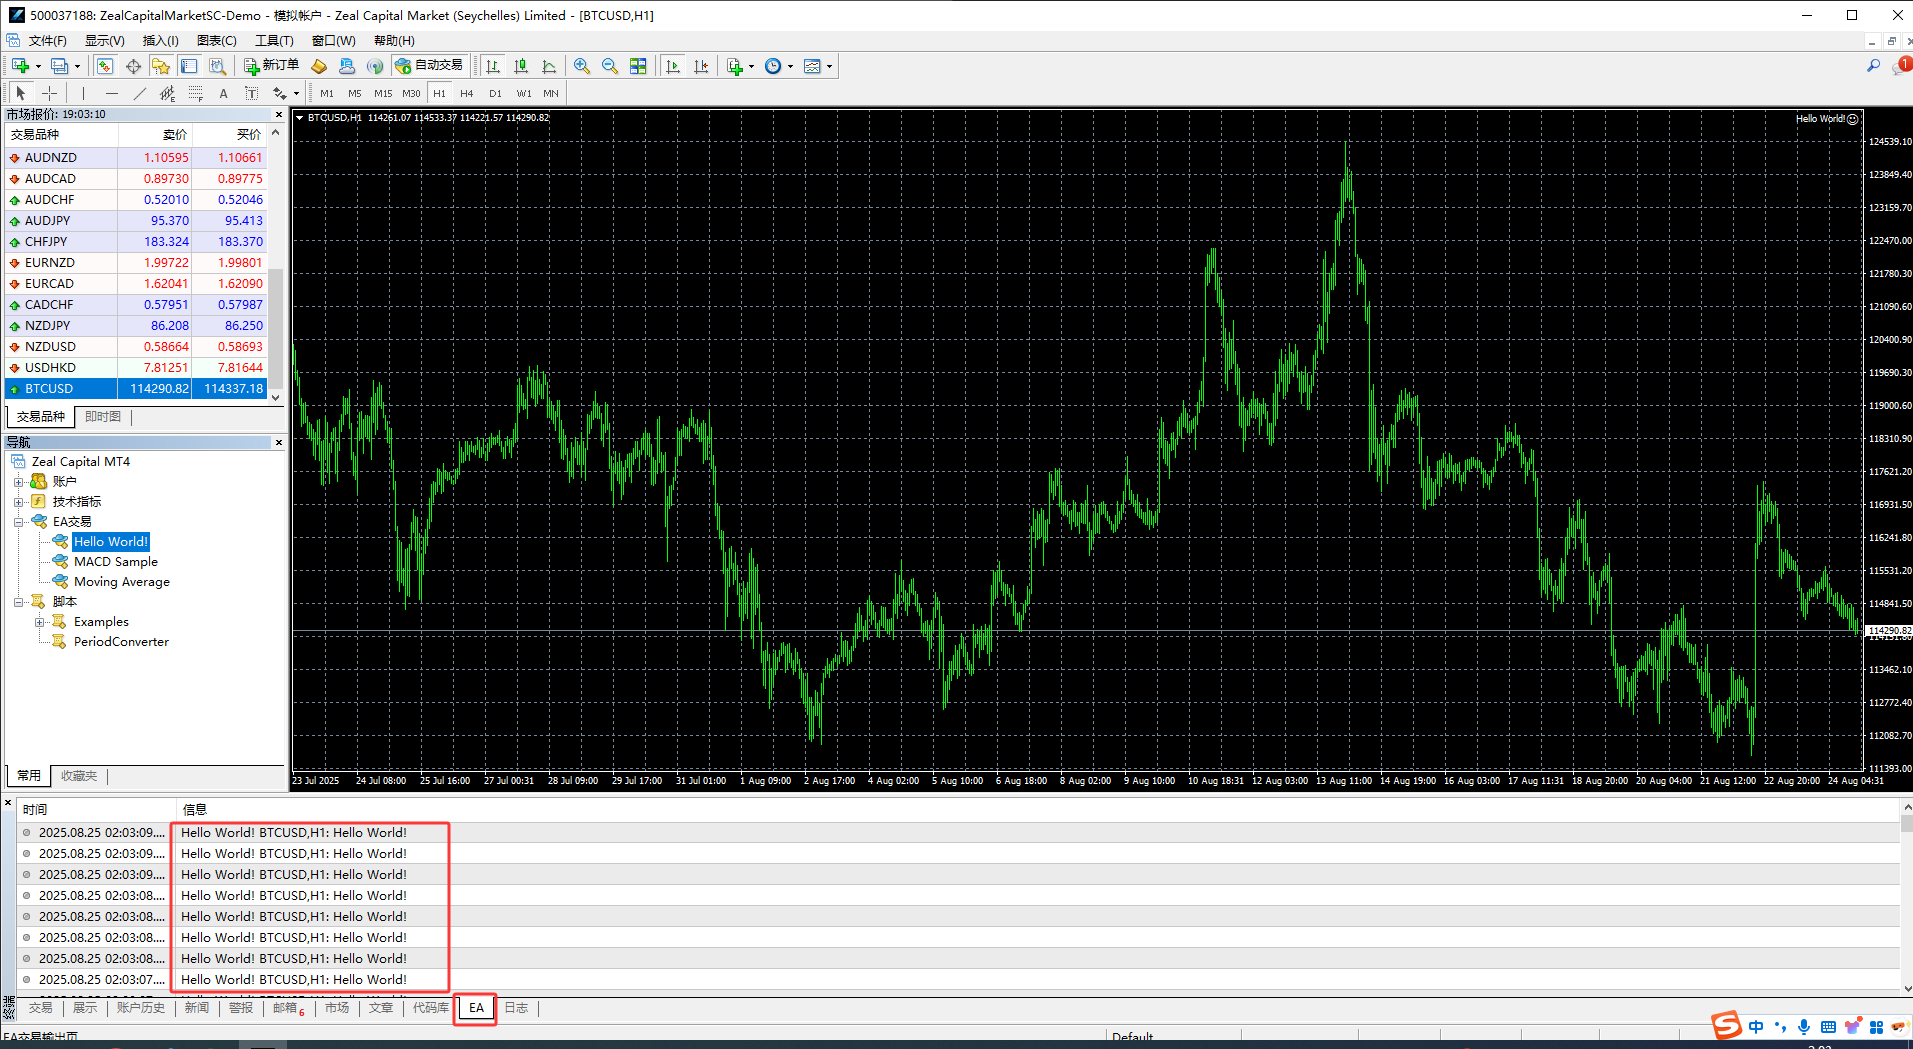 500037188: ZealCapitalMarketSC-Demo - 模拟帐户 - Zeal Capital Market (Seychelles) Limited - [BTCUSD,H1]
文件(F) 显示(V) 插入(I) 图表(C) 工具(T) 窗口(W) 帮助(H)
新订单 自动交易 1
A T M1 M5 M15 M30 H1 H4 D1 W1 MN
市场报价: 19:03:10
交易品种 卖价 买价
AUDNZD 1.10595 1.10661
AUDCAD 0.89730 0.89775
AUDCHF 0.52010 0.52046
AUDJPY 95.370 95.413
CHFJPY 183.324 183.370
EURNZD 1.99722 1.99801
EURCAD 1.62041 1.62090
CADCHF 0.57951 0.57987
NZDJPY 86.208 86.250
NZDUSD 0.58664 0.58693
USDHKD 7.81251 7.81644
BTCUSD 114290.82 114337.18
交易品种 即时图
导航
Zeal Capital MT4
账户
技术指标
EA交易
Hello World!
MACD Sample
Moving Average
脚本
Examples
PeriodConverter
常用 收藏夹
BTCUSD,H1 114261.07 114533.37 114221.57 114290.82
Hello World!
124539.10
123849.40
123159.70
122470.00
121780.30
121090.60
120400.90
119690.30
119000.60
118310.90
117621.20
116931.50
116241.80
115531.20
114841.50
114290.82
113462.10
112772.40
112082.70
111393.00
23 Jul 2025 24 Jul 08:00 25 Jul 16:00 27 Jul 00:31 28 Jul 09:00 29 Jul 17:00 31 Jul 01:00 1 Aug 09:00 2 Aug 17:00 4 Aug 02:00 5 Aug 10:00 6 Aug 18:00 8 Aug 02:00 9 Aug 10:00 10 Aug 18:31 12 Aug 03:00 13 Aug 11:00 14 Aug 19:00 16 Aug 03:00 17 Aug 11:31 18 Aug 20:00 20 Aug 04:00 21 Aug 12:00 22 Aug 20:00 24 Aug 04:31
时间 信息
2025.08.25 02:03:09.... Hello World! BTCUSD,H1: Hello World!
2025.08.25 02:03:09.... Hello World! BTCUSD,H1: Hello World!
2025.08.25 02:03:09.... Hello World! BTCUSD,H1: Hello World!
2025.08.25 02:03:08.... Hello World! BTCUSD,H1: Hello World!
2025.08.25 02:03:08.... Hello World! BTCUSD,H1: Hello World!
2025.08.25 02:03:08.... Hello World! BTCUSD,H1: Hello World!
2025.08.25 02:03:08.... Hello World! BTCUSD,H1: Hello World!
2025.08.25 02:03:07.... Hello World! BTCUSD,H1: Hello World!
交易 展示 账户历史 新闻 警报 邮箱6 市场 文章 代码库 EA 日志
EA交易输出页 Default
S 中